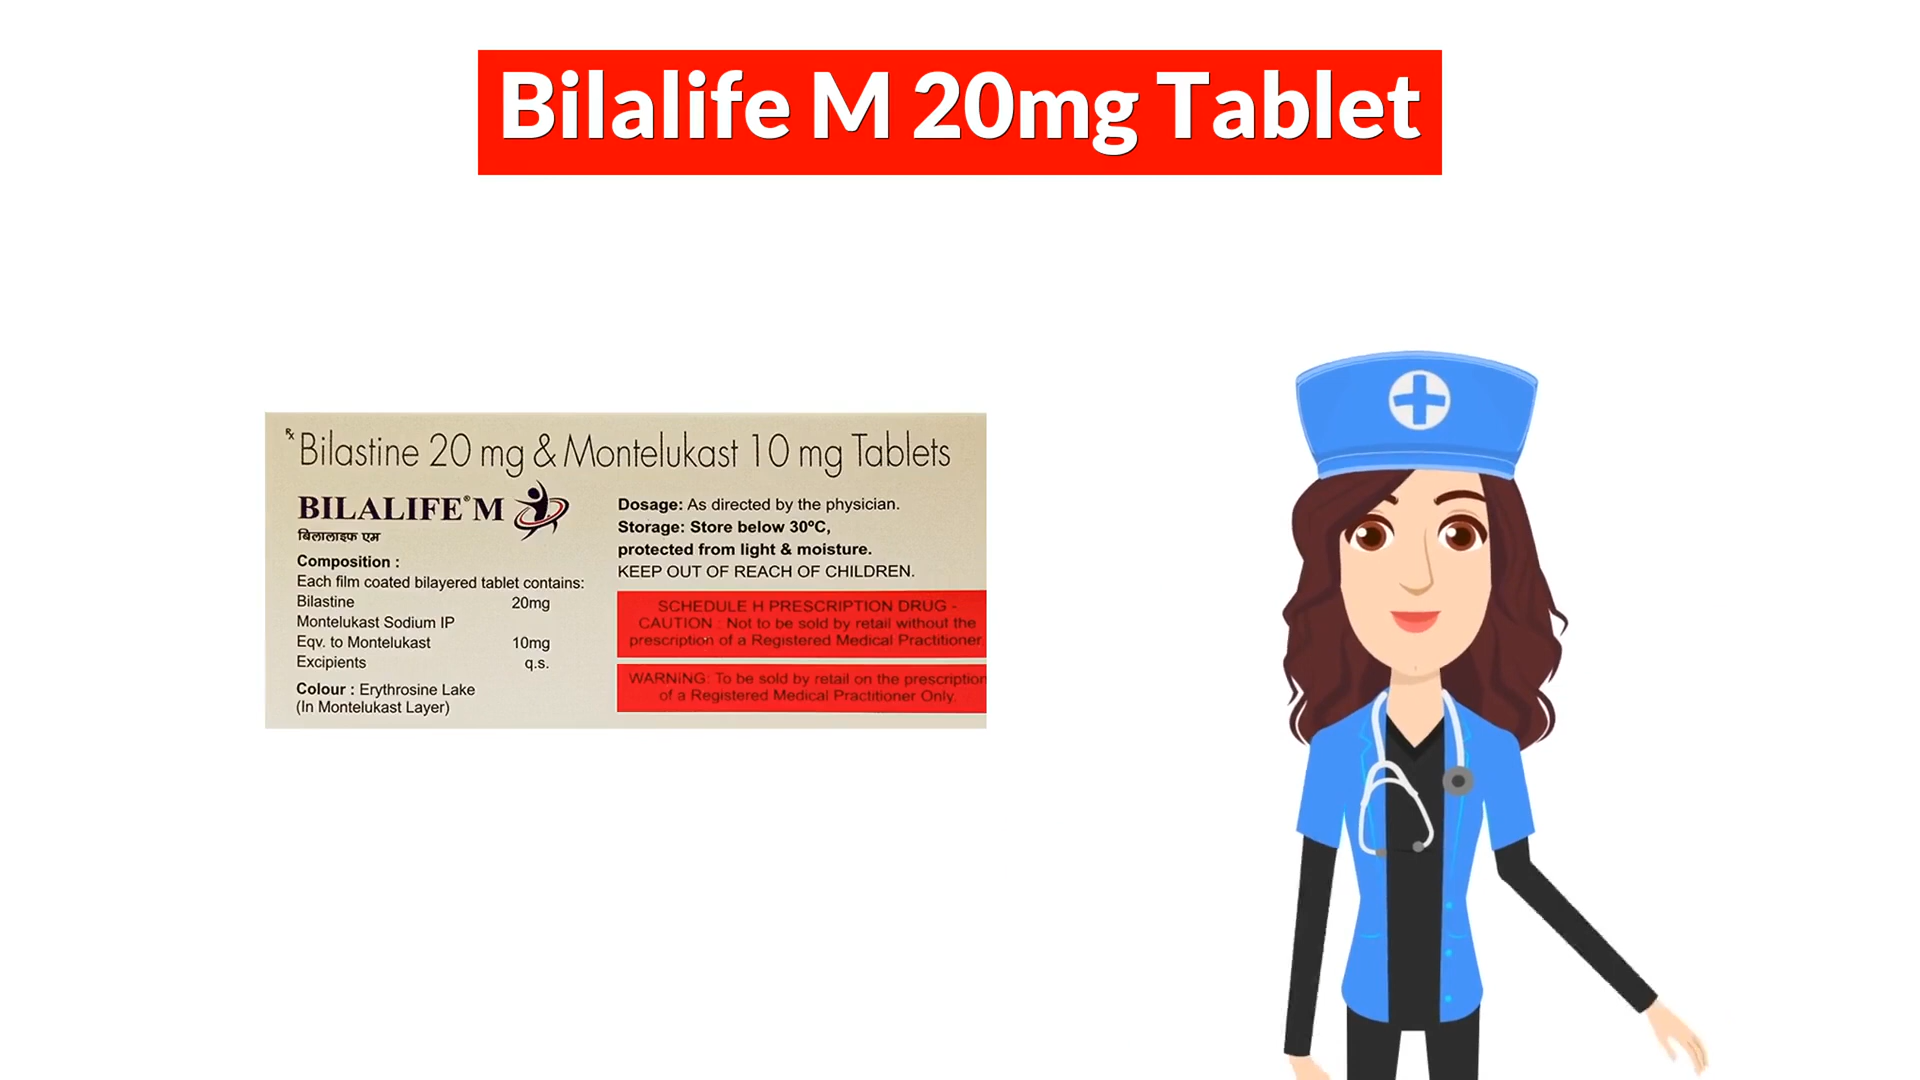 Bilalife M 20mg Tablet
Rx Bilastine 20 mg & Montelukast 10 mg Tablets
BILALIFE® M
बिलालाइफ एम
Composition :
Each film coated bilayered tablet contains:
Bilastine 20mg
Montelukast Sodium IP
Eqv. to Montelukast 10mg
Excipients q.s.
Colour : Erythrosine Lake
(In Montelukast Layer)
Dosage: As directed by the physician.
Storage: Store below 30ºC,
protected from light & moisture.
KEEP OUT OF REACH OF CHILDREN.
SCHEDULE H PRESCRIPTION DRUG -
CAUTION : Not to be sold by retail without the
prescription of a Registered Medical Practitioner.
WARNING: To be sold by retail on the prescription
of a Registered Medical Practitioner Only.